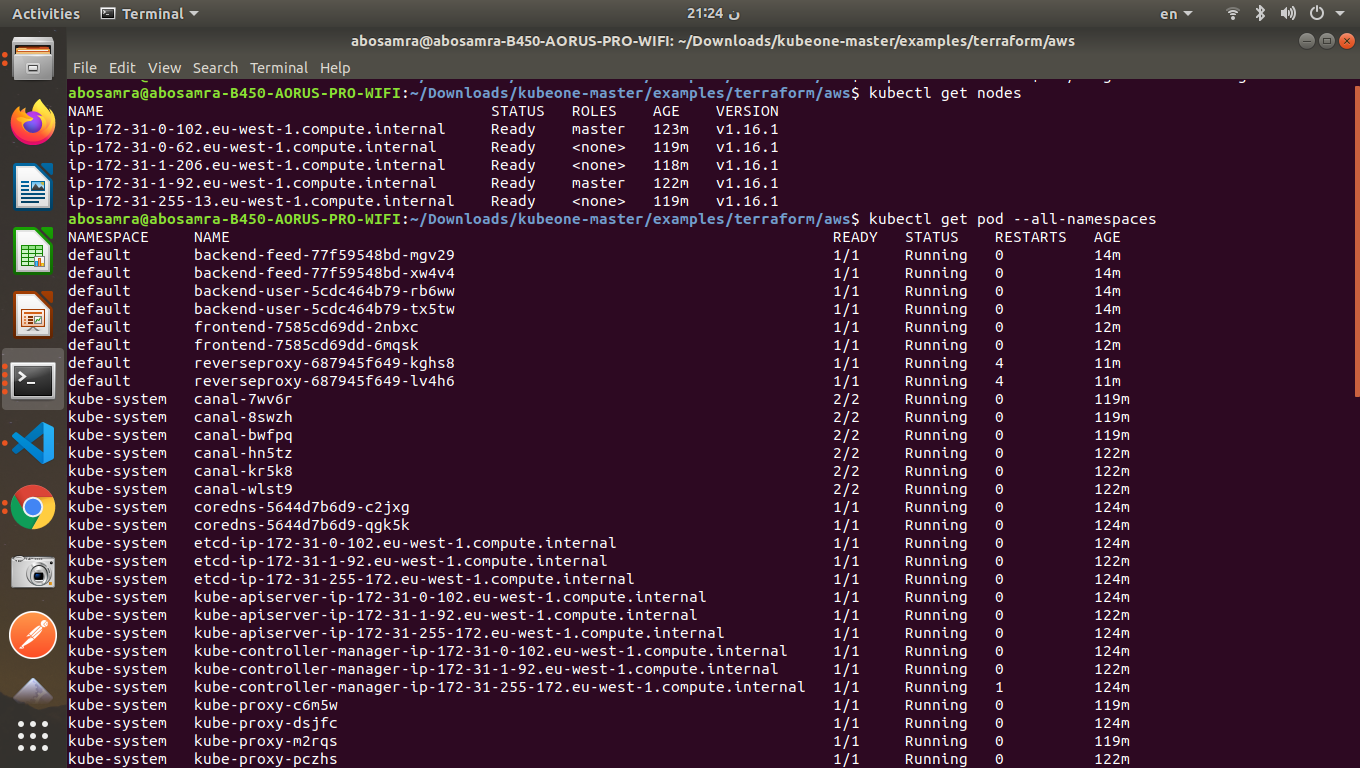 Activities Terminal 21:24 ن en
abosamra@abosamra-B450-AORUS-PRO-WIFI: ~/Downloads/kubeone-master/examples/terraform/aws
File Edit View Search Terminal Help
abosamra@abosamra-B450-AORUS-PRO-WIFI:~/Downloads/kubeone-master/examples/terraform/aws$ kubectl get nodes
NAME STATUS ROLES AGE VERSION
ip-172-31-0-102.eu-west-1.compute.internal Ready master 123m v1.16.1
ip-172-31-0-62.eu-west-1.compute.internal Ready <none> 119m v1.16.1
ip-172-31-1-206.eu-west-1.compute.internal Ready <none> 118m v1.16.1
ip-172-31-1-92.eu-west-1.compute.internal Ready master 122m v1.16.1
ip-172-31-255-13.eu-west-1.compute.internal Ready <none> 119m v1.16.1
abosamra@abosamra-B450-AORUS-PRO-WIFI:~/Downloads/kubeone-master/examples/terraform/aws$ kubectl get pod --all-namespaces
NAMESPACE NAME READY STATUS RESTARTS AGE
default backend-feed-77f59548bd-mgv29 1/1 Running 0 14m
default backend-feed-77f59548bd-xw4v4 1/1 Running 0 14m
default backend-user-5cdc464b79-rb6ww 1/1 Running 0 14m
default backend-user-5cdc464b79-tx5tw 1/1 Running 0 14m
default frontend-7585cd69dd-2nbxc 1/1 Running 0 12m
default frontend-7585cd69dd-6mqsk 1/1 Running 0 12m
default reverseproxy-687945f649-kghs8 1/1 Running 4 11m
default reverseproxy-687945f649-lv4h6 1/1 Running 4 11m
kube-system canal-7wv6r 2/2 Running 0 119m
kube-system canal-8swzh 2/2 Running 0 119m
kube-system canal-bwfpq 2/2 Running 0 119m
kube-system canal-hn5tz 2/2 Running 0 122m
kube-system canal-kr5k8 2/2 Running 0 122m
kube-system canal-wlst9 2/2 Running 0 122m
kube-system coredns-5644d7b6d9-c2jxg 1/1 Running 0 124m
kube-system coredns-5644d7b6d9-qgk5k 1/1 Running 0 124m
kube-system etcd-ip-172-31-0-102.eu-west-1.compute.internal 1/1 Running 0 124m
kube-system etcd-ip-172-31-1-92.eu-west-1.compute.internal 1/1 Running 0 122m
kube-system etcd-ip-172-31-255-172.eu-west-1.compute.internal 1/1 Running 0 124m
kube-system kube-apiserver-ip-172-31-0-102.eu-west-1.compute.internal 1/1 Running 0 124m
kube-system kube-apiserver-ip-172-31-1-92.eu-west-1.compute.internal 1/1 Running 0 122m
kube-system kube-apiserver-ip-172-31-255-172.eu-west-1.compute.internal 1/1 Running 0 124m
kube-system kube-controller-manager-ip-172-31-0-102.eu-west-1.compute.internal 1/1 Running 0 124m
kube-system kube-controller-manager-ip-172-31-1-92.eu-west-1.compute.internal 1/1 Running 0 122m
kube-system kube-controller-manager-ip-172-31-255-172.eu-west-1.compute.internal 1/1 Running 1 124m
kube-system kube-proxy-c6m5w 1/1 Running 0 119m
kube-system kube-proxy-dsjfc 1/1 Running 0 124m
kube-system kube-proxy-m2rqs 1/1 Running 0 119m
kube-system kube-proxy-pczhs 1/1 Running 0 122m